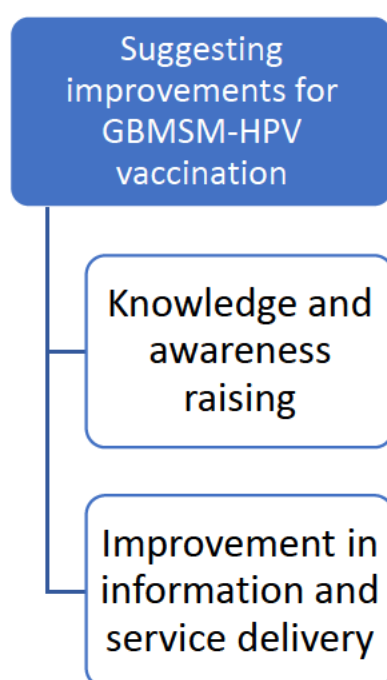 Suggesting
improvements for
GBMSM-HPV
vaccination
Knowledge and
awareness
raising
Improvement in
information and
service delivery